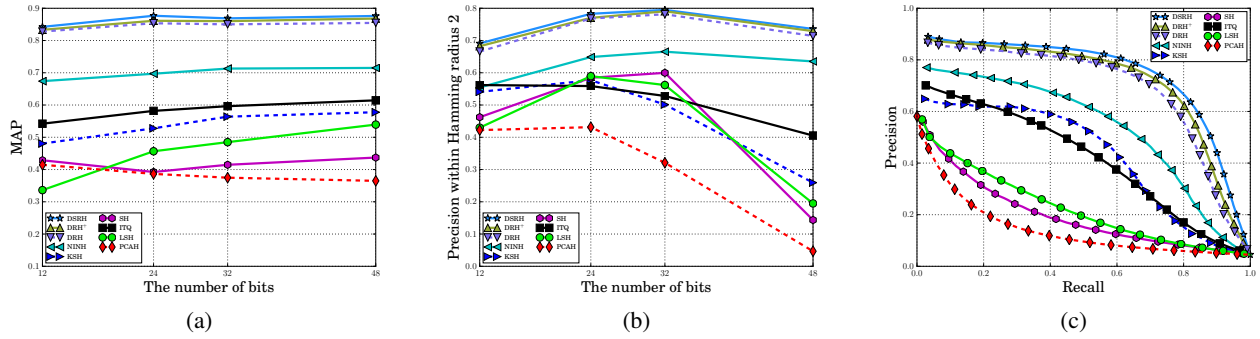 0.9
0.8
0.7
0.6
0.5
0.4
0.3
0.2
0.1
MAP
DSRH
DRH+
DRH
NINH
KSH
SH
ITQ
LSH
PCAH
12
24
32
48
The number of bits
(a)
0.8
0.7
0.6
0.5
0.4
0.3
0.2
0.1
0.0
Precision within Hamming radius 2
DSRH
DRH+
DRH
NINH
KSH
SH
ITQ
LSH
PCAH
12
24
32
48
The number of bits
(b)
1.0
0.8
0.6
0.4
0.2
0.0
Precision
DSRH
DRH+
DRH
NINH
KSH
SH
ITQ
LSH
PCAH
0.0
0.2
0.4
0.6
0.8
1.0
Recall
(c)